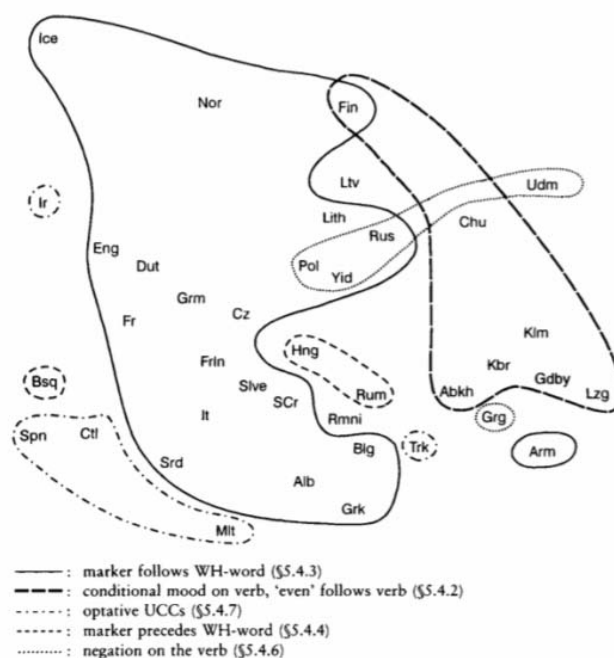 Ice
Nor
Fin
Ltv
Udm
Ir
Lith
Chu
Rus
Eng
Dut
Pol
Yid
Grm
Cz
Fr
Klm
Hng
Frln
Kbr
Bsq
Slve
Rum
Abkh
Gdby
Lzg
SCr
It
Rmni
Grg
Spn
Ctl
Blg
Trk
Arm
Srd
Alb
Grk
Mlt
: marker follows WH-word (§5.4.3)
: conditional mood on verb, ‘even’ follows verb (§5.4.2)
: optative UCCs (§5.4.7)
: marker precedes WH-word (§5.4.4)
: negation on the verb (§5.4.6)